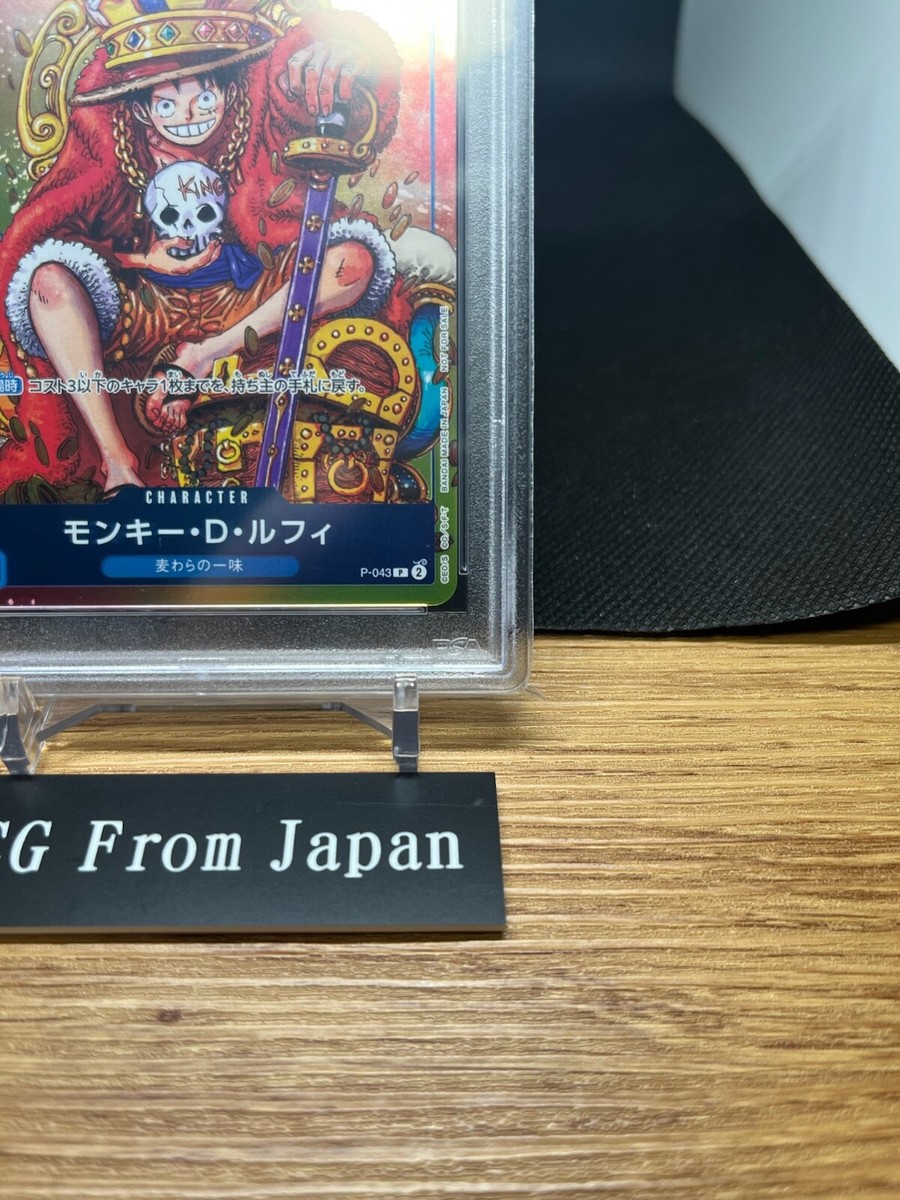 KING
コスト3以下のキャラ1枚までを、持ち主の手札に戻す。
NOT FOR SALE
BANDAI MADE IN JAPAN
CHARACTER
モンキー・D・ルフィ
麦わらの一味
P-043 P 2
PSA
CG From Japan